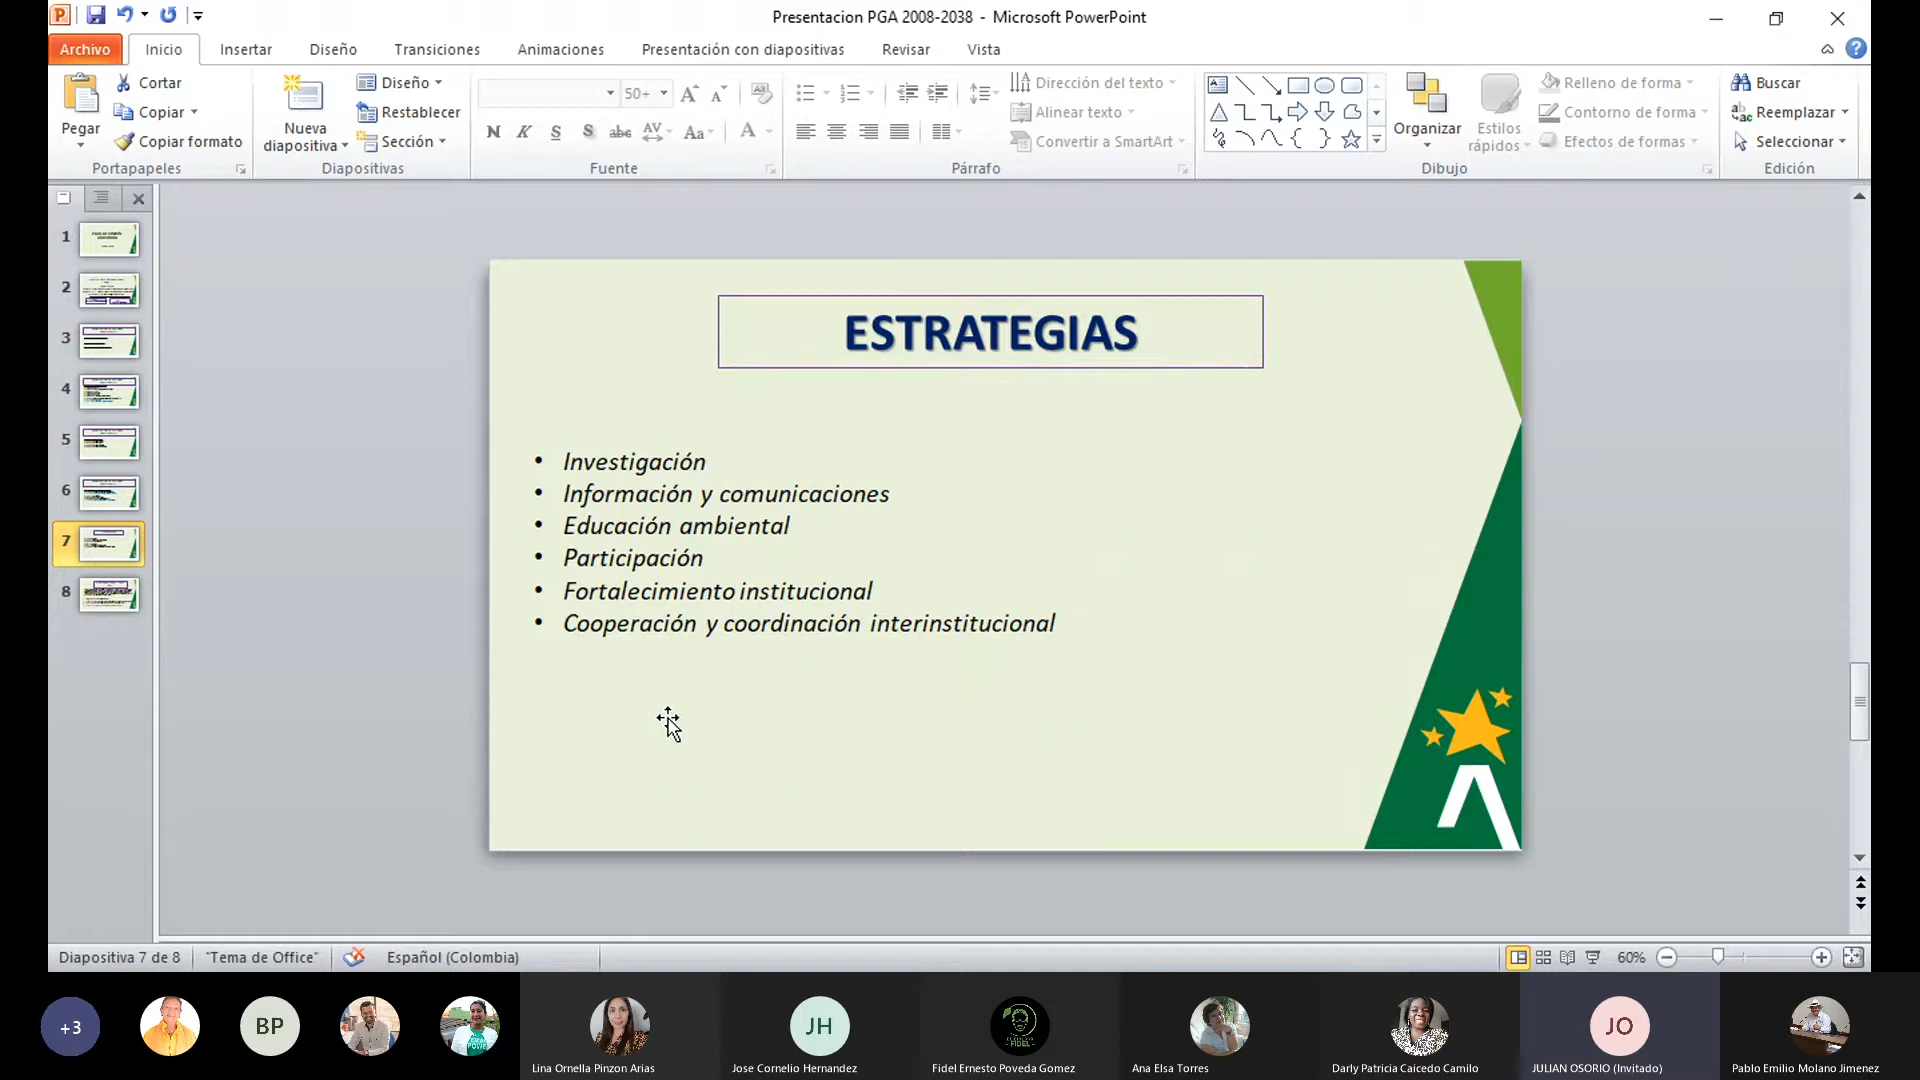 Presentacion PGA 2008-2038 - Microsoft PowerPoint
Archivo Inicio Insertar Diseño Transiciones Animaciones Presentación con diapositivas Revisar Vista
Pegar
Cortar
Copiar
Copiar formato
Portapapeles
Nueva
diapositiva
Diseño
Restablecer
Sección
Diapositivas
50+
N K S S abc AV Aa A
Fuente
Dirección del texto
Alinear texto
Convertir a SmartArt
Párrafo
Organizar
Estilos
rápidos
Relleno de forma
Contorno de forma
Efectos de formas
Dibujo
Buscar
Reemplazar
Seleccionar
Edición
1
2
3
4
5
6
7
8
ESTRATEGIAS
• Investigación
• Información y comunicaciones
• Educación ambiental
• Participación
• Fortalecimiento institucional
• Cooperación y coordinación interinstitucional
Diapositiva 7 de 8 "Tema de Office" Español (Colombia) 60%
+3 BP JH JO
Lina Ornella Pinzon Arias Jose Cornelio Hernandez Fidel Ernesto Poveda Gomez Ana Elsa Torres Darly Patricia Caicedo Camilo JULIAN OSORIO (Invitado) Pablo Emilio Molano Jimenez